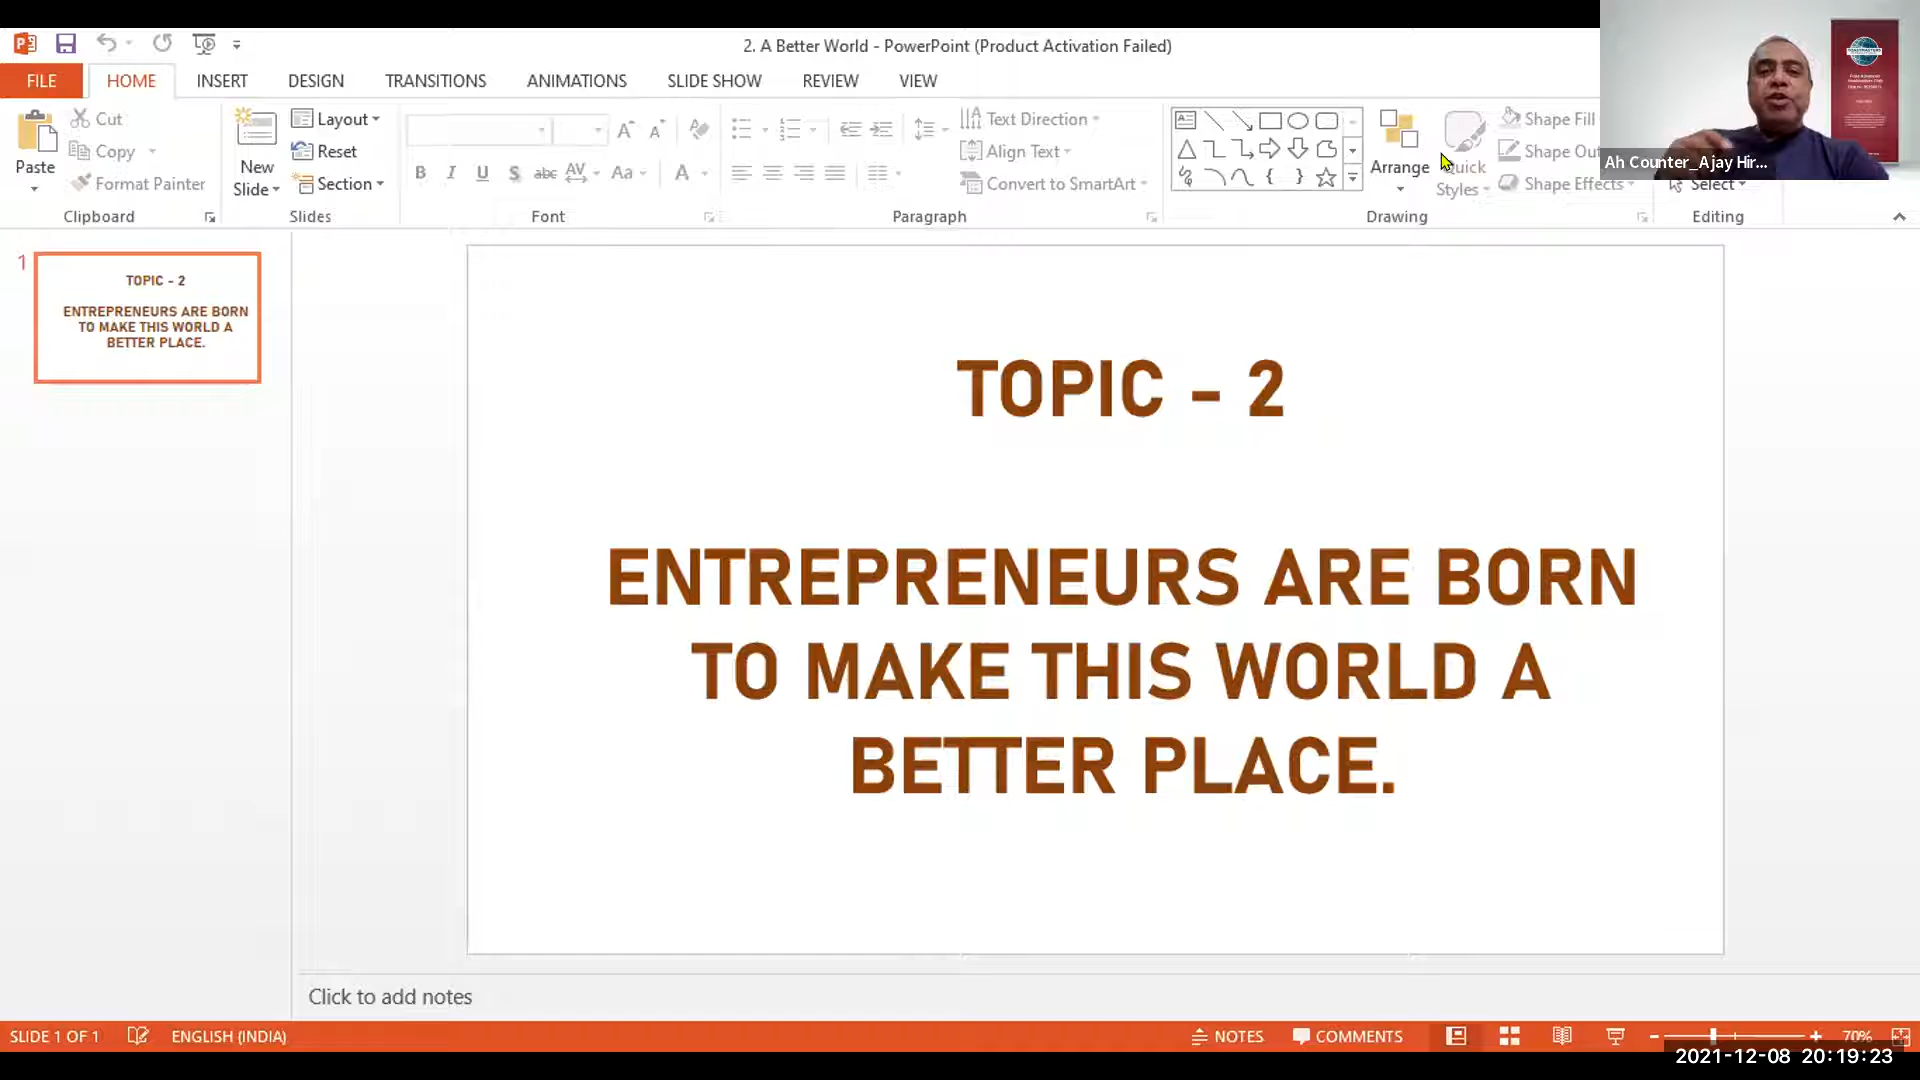 2. A Better World - PowerPoint (Product Activation Failed)
FILE HOME INSERT DESIGN TRANSITIONS ANIMATIONS SLIDE SHOW REVIEW VIEW
Paste
Cut
Copy
Format Painter
Clipboard
New
Slide
Layout
Reset
Section
Slides
B I U S abc AV Aa A
Font
Text Direction
Align Text
Convert to SmartArt
Paragraph
Arrange
Quick
Styles
Shape Fill
Shape Ou
Shape Effects
Drawing
Select
Editing
Ah Counter_Ajay Hir...
TOASTMASTERS
1
TOPIC - 2
ENTREPRENEURS ARE BORN
TO MAKE THIS WORLD A
BETTER PLACE.
TOPIC - 2
ENTREPRENEURS ARE BORN
TO MAKE THIS WORLD A
BETTER PLACE.
Click to add notes
SLIDE 1 OF 1 ENGLISH (INDIA) NOTES COMMENTS 70%
2021-12-08 20:19:23